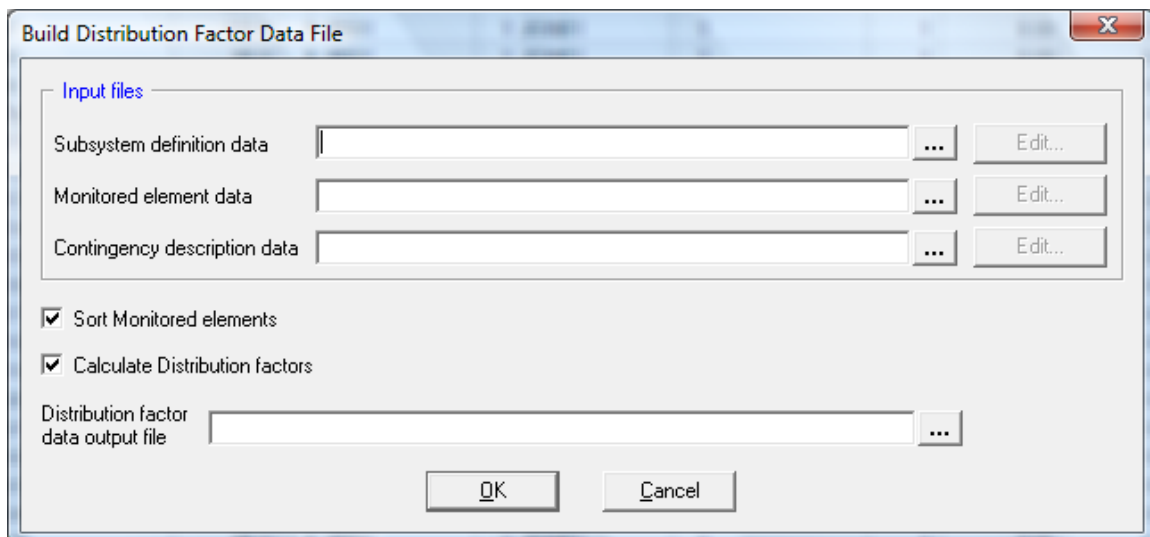 Build Distribution Factor Data File
Input files
Subsystem definition data ... Edit...
Monitored element data ... Edit...
Contingency description data ... Edit...
Sort Monitored elements
Calculate Distribution factors
Distribution factor
data output file ...
OK Cancel